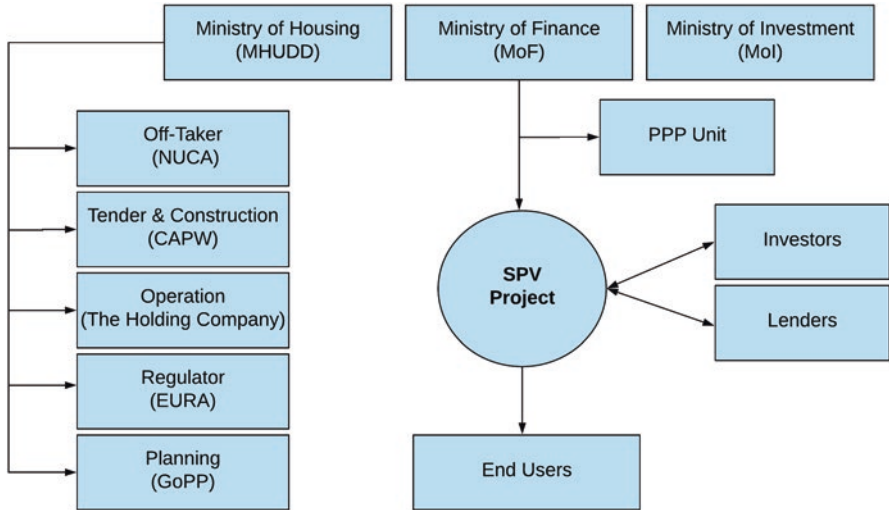 Ministry of Housing
(MHUDD)
Ministry of Finance
(MoF)
Ministry of Investment
(MoI)
Off-Taker
(NUCA)
PPP Unit
Tender & Construction
(CAPW)
Investors
SPV
Project
Operation
(The Holding Company)
Lenders
Regulator
(EURA)
Planning
(GoPP)
End Users